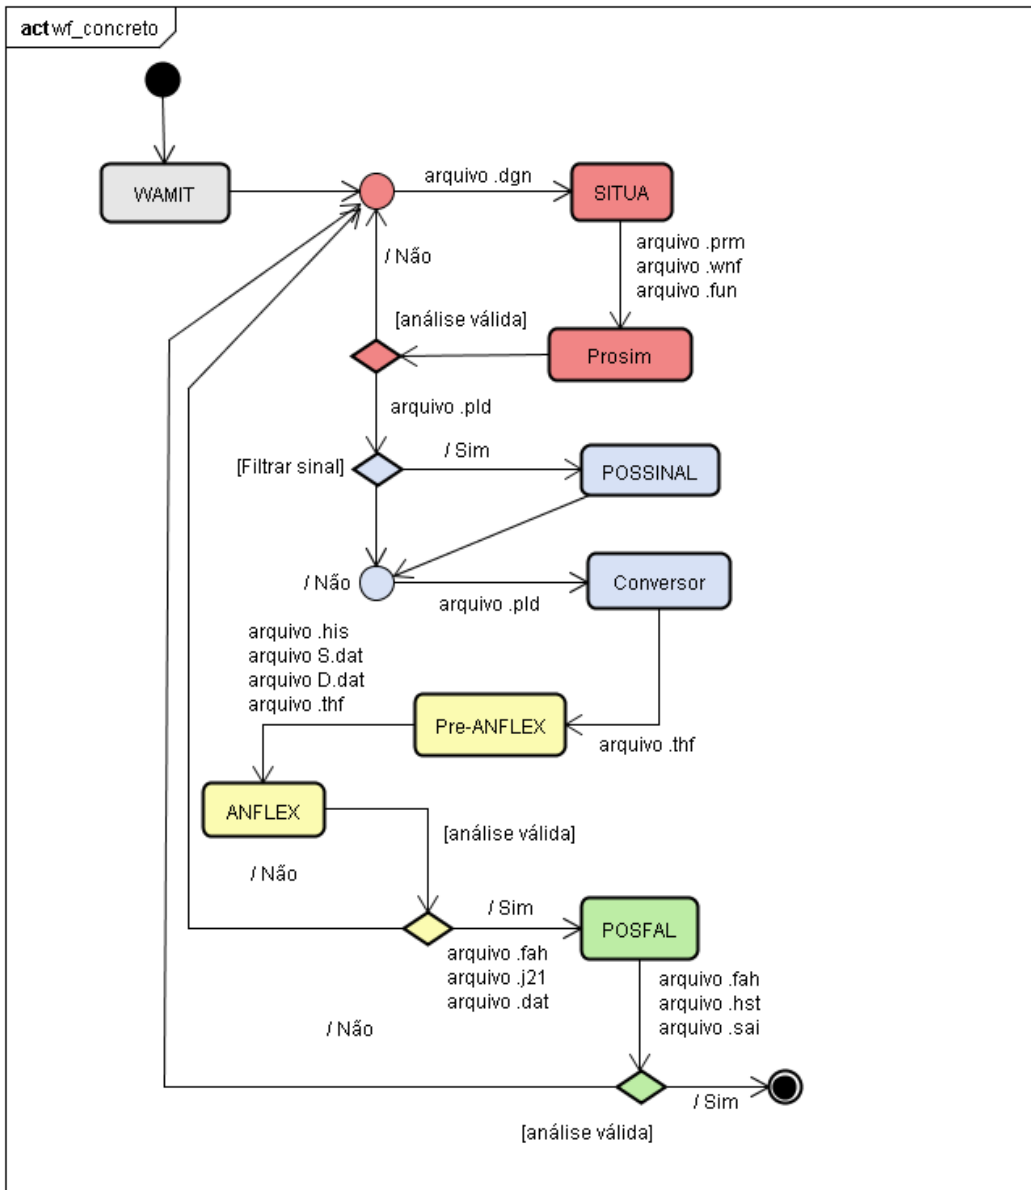 act wf_concreto
WAMIT
arquivo .dgn
SITUA
/ Não
arquivo .prm
arquivo .wnf
arquivo .fun
[análise válida]
Prosim
arquivo .pld
[Filtrar sinal]
/ Sim
POSSINAL
/ Não
arquivo .pld
Conversor
arquivo .his
arquivo S.dat
arquivo D.dat
arquivo .thf
Pre-ANFLEX
arquivo .thf
ANFLEX
[análise válida]
/ Não
/ Sim
arquivo .fah
arquivo .j21
arquivo .dat
POSFAL
arquivo .fah
arquivo .hst
arquivo .sai
/ Não
/ Sim
[análise válida]